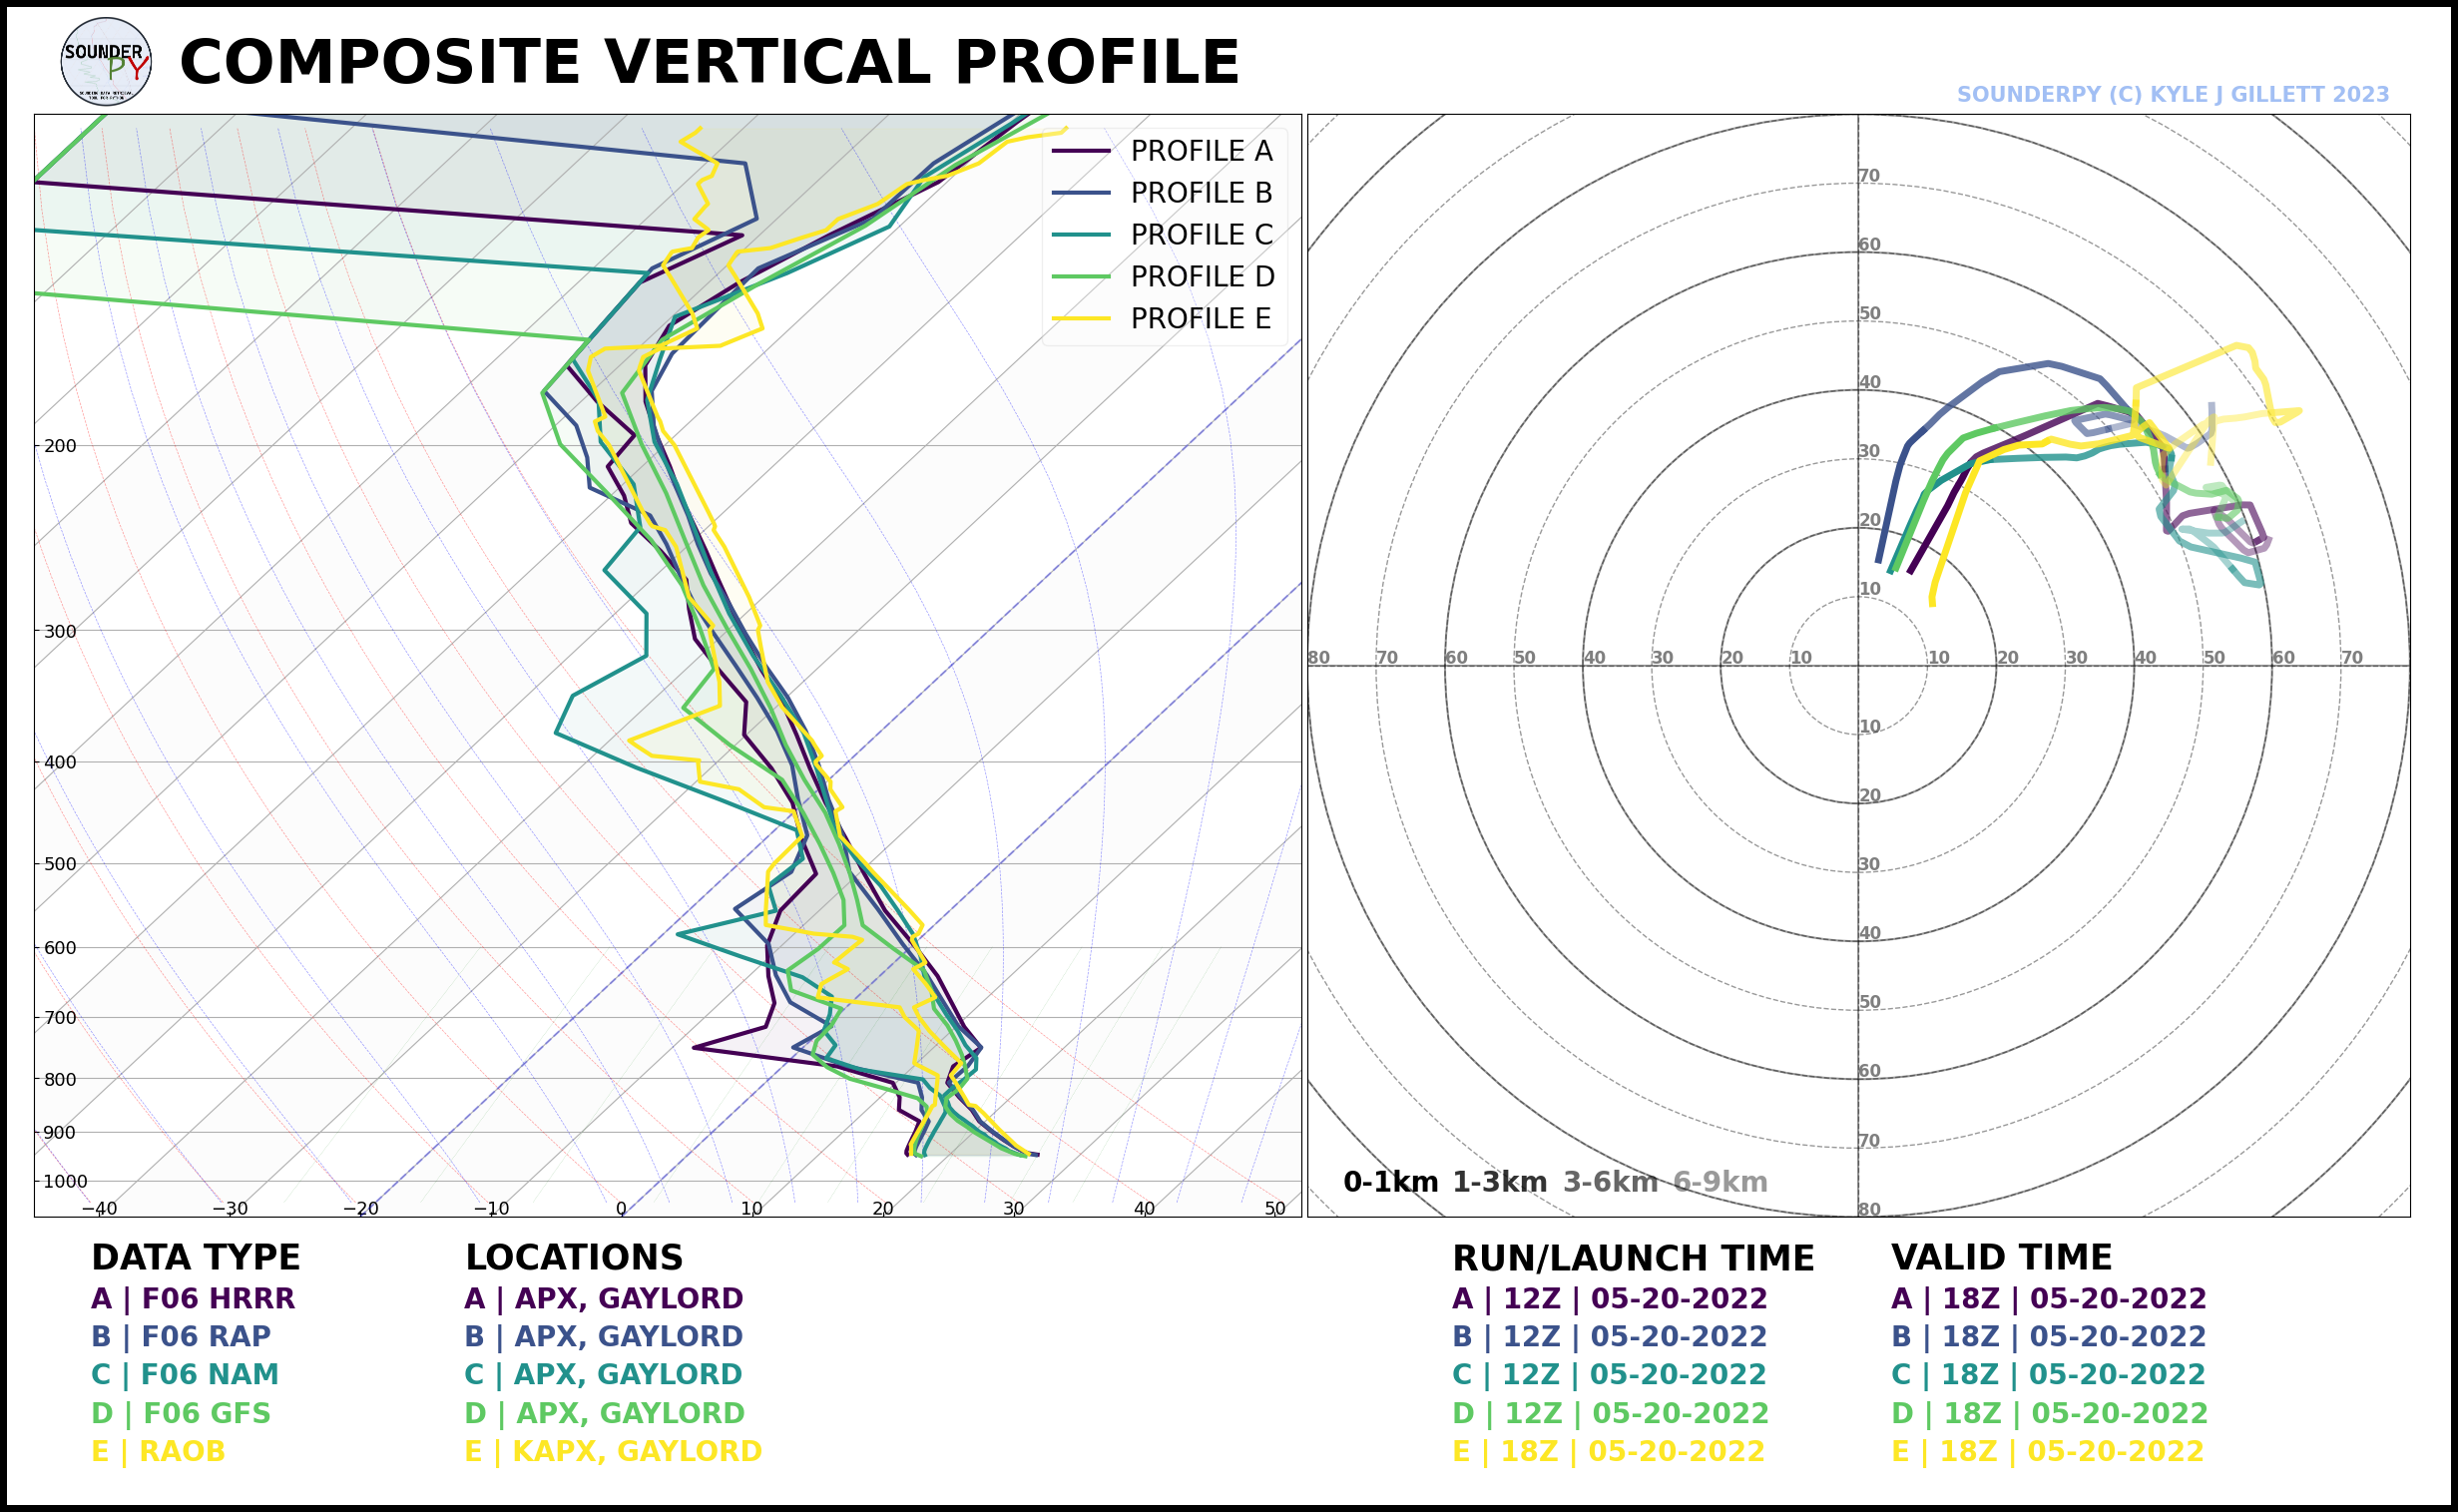 SOUNDER
PY
COMPOSITE VERTICAL PROFILE
SOUNDERPY (C) KYLE J GILLETT 2023
PROFILE A
PROFILE B
PROFILE C
PROFILE D
PROFILE E
200
300
400
500
600
700
800
900
1000
−40 −30 −20 −10 0 10 20 30 40 50
70
60
50
40
30
20
10
80 70 60 50 40 30 20 10 10 20 30 40 50 60 70
10
20
30
40
50
60
70
80
0-1km 1-3km 3-6km 6-9km
DATA TYPE
A | F06 HRRR
B | F06 RAP
C | F06 NAM
D | F06 GFS
E | RAOB
LOCATIONS
A | APX, GAYLORD
B | APX, GAYLORD
C | APX, GAYLORD
D | APX, GAYLORD
E | KAPX, GAYLORD
RUN/LAUNCH TIME
A | 12Z | 05-20-2022
B | 12Z | 05-20-2022
C | 12Z | 05-20-2022
D | 12Z | 05-20-2022
E | 18Z | 05-20-2022
VALID TIME
A | 18Z | 05-20-2022
B | 18Z | 05-20-2022
C | 18Z | 05-20-2022
D | 18Z | 05-20-2022
E | 18Z | 05-20-2022